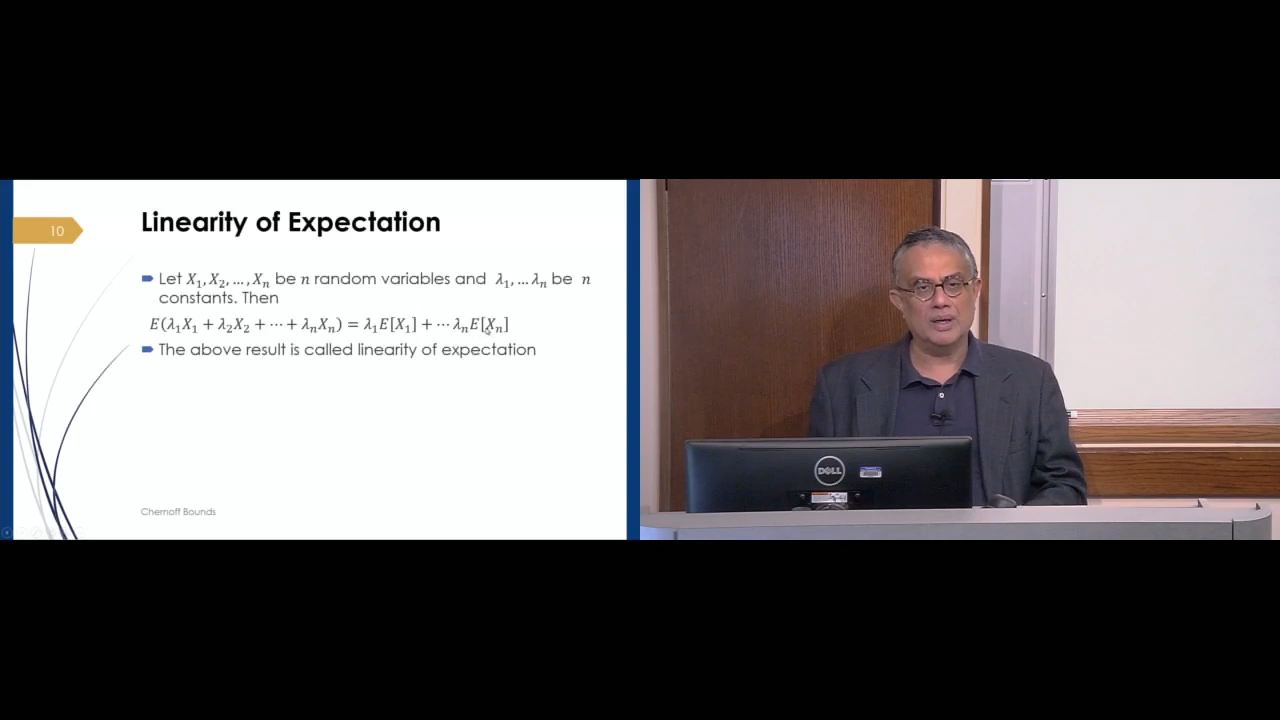 10
Linearity of Expectation
Let X₁, X₂, ..., Xₙ be n random variables and λ₁, ... λₙ be n
constants. Then
E(λ₁X₁ + λ₂X₂ + ⋯ + λₙXₙ) = λ₁E[X₁] + ⋯ λₙE[Xₙ]
The above result is called linearity of expectation
Chernoff Bounds
DELL